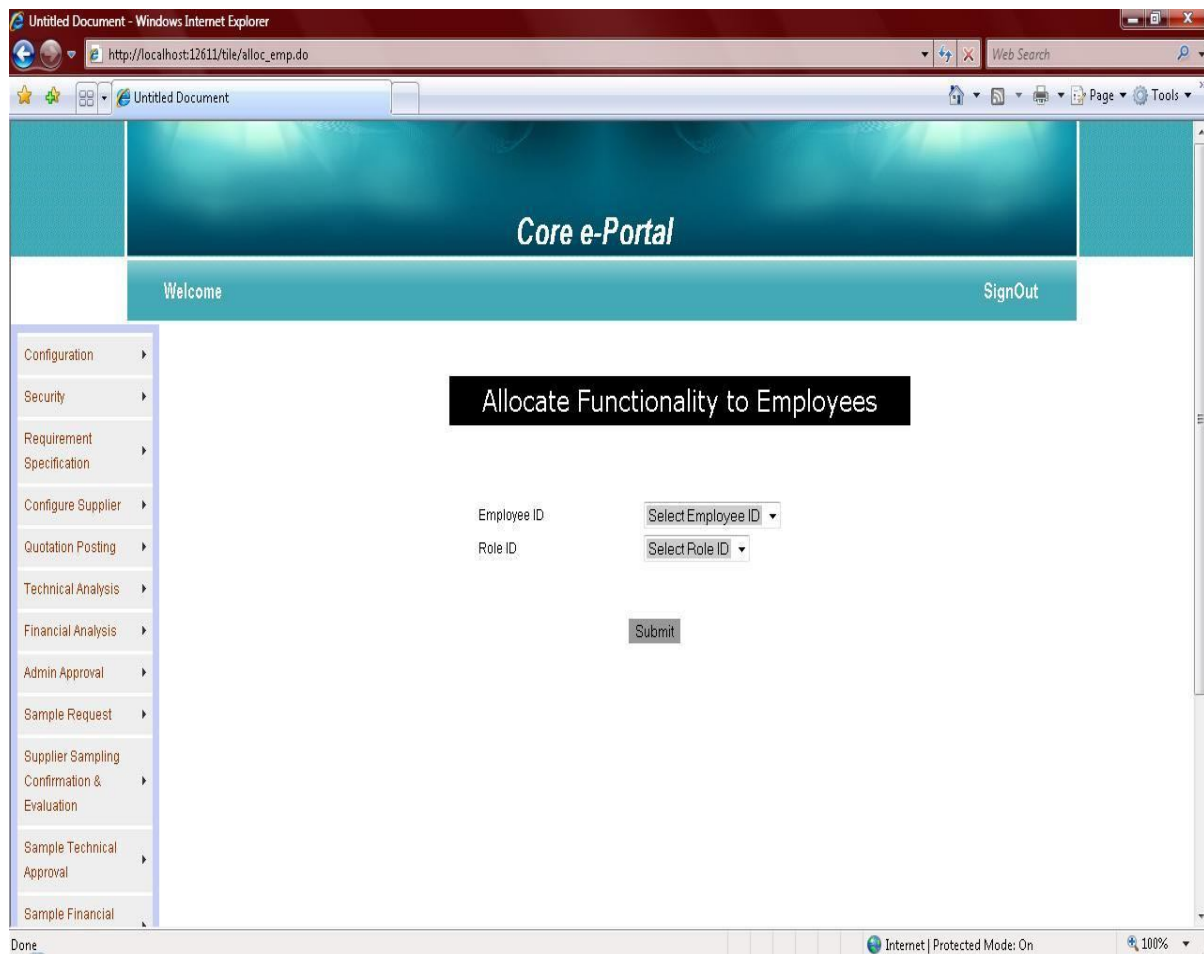 Untitled Document - Windows Internet Explorer
http://localhost:12611/tile/alloc_emp.do
Web Search
Untitled Document
Page
Tools
Core e-Portal
Welcome
SignOut
Configuration
Security
Requirement
Specification
Configure Supplier
Quotation Posting
Technical Analysis
Financial Analysis
Admin Approval
Sample Request
Supplier Sampling
Confirmation &
Evaluation
Sample Technical
Approval
Sample Financial
Allocate Functionality to Employees
Employee ID
Select Employee ID
Role ID
Select Role ID
Submit
Done
Internet | Protected Mode: On
100%